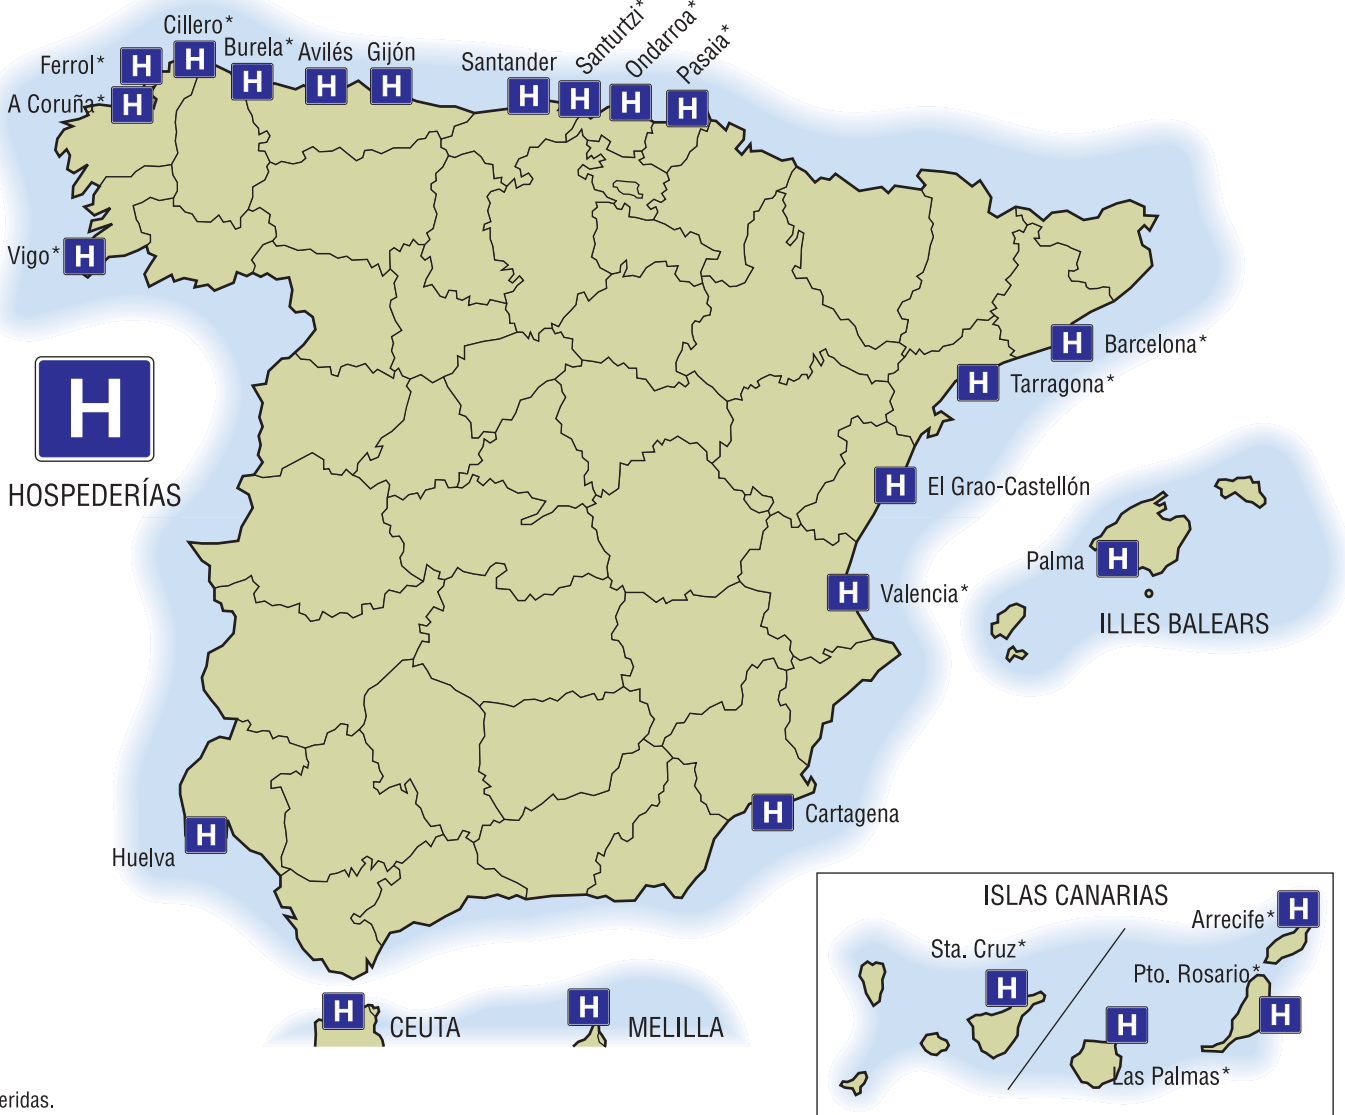 Cillero*
Santurtzi*
Ondarroa*
Pasaia*
Ferrol*
H
H
Burela*
H
Avilés
H
Gijón
H
Santander
H
H
H
H
A Coruña*
H
Vigo*
H
H
HOSPEDERÍAS
H
Barcelona*
H
Tarragona*
H
El Grao-Castellón
Palma
H
ILLES BALEARS
H
Valencia*
H
Cartagena
H
Huelva
H
CEUTA
H
MELILLA
ISLAS CANARIAS
Arrecife*
H
Sta. Cruz*
H
Pto. Rosario*
H
H
Las Palmas*
eridas.